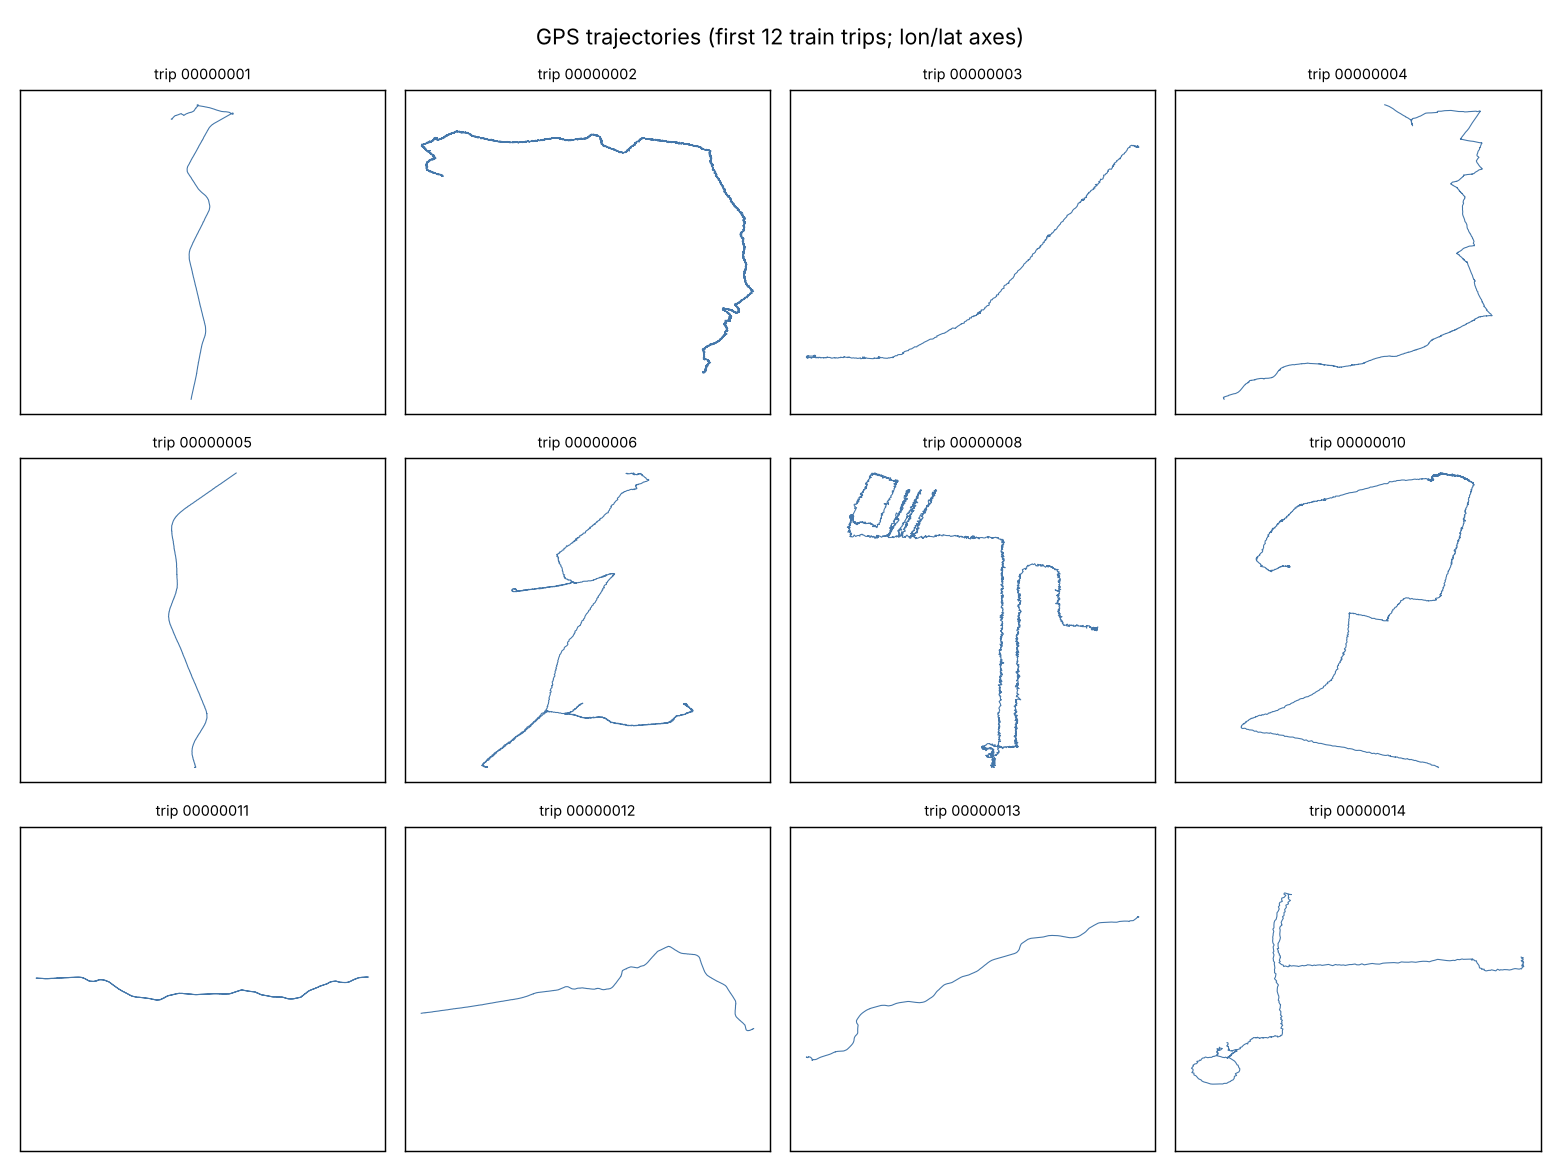 GPS trajectories (first 12 train trips; lon/lat axes)
trip 00000001
trip 00000002
trip 00000003
trip 00000004
trip 00000005
trip 00000006
trip 00000008
trip 00000010
trip 00000011
trip 00000012
trip 00000013
trip 00000014